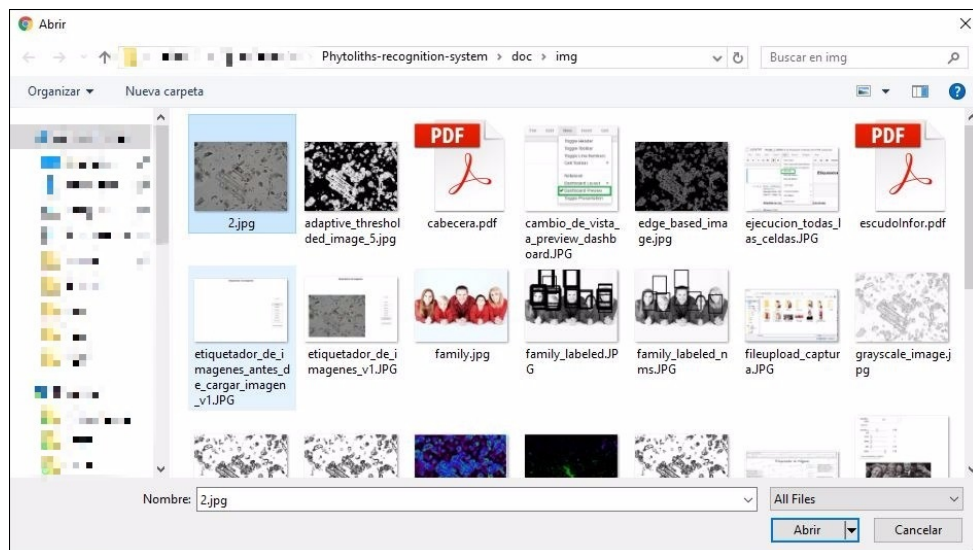 Abrir
Phytoliths-recognition-system > doc > img
Buscar en img
Organizar
Nueva carpeta
PDF
PDF
2.jpg
adaptive_threshol
ded_image_5.jpg
cabecera.pdf
cambio_de_vista_
a_preview_dashb
oard.JPG
edge_based_ima
ge.jpg
ejecucion_todas_l
as_celdas.JPG
escudoInfor.pdf
etiquetador_de_i
magenes_antes_d
e_cargar_imagen
_v1.JPG
etiquetador_de_i
magenes_v1.JPG
family.jpg
family_labeled.JP
G
family_labeled_n
ms.JPG
fileupload_captur
a.JPG
grayscale_image.j
pg
Nombre:
2.jpg
All Files
Abrir
Cancelar